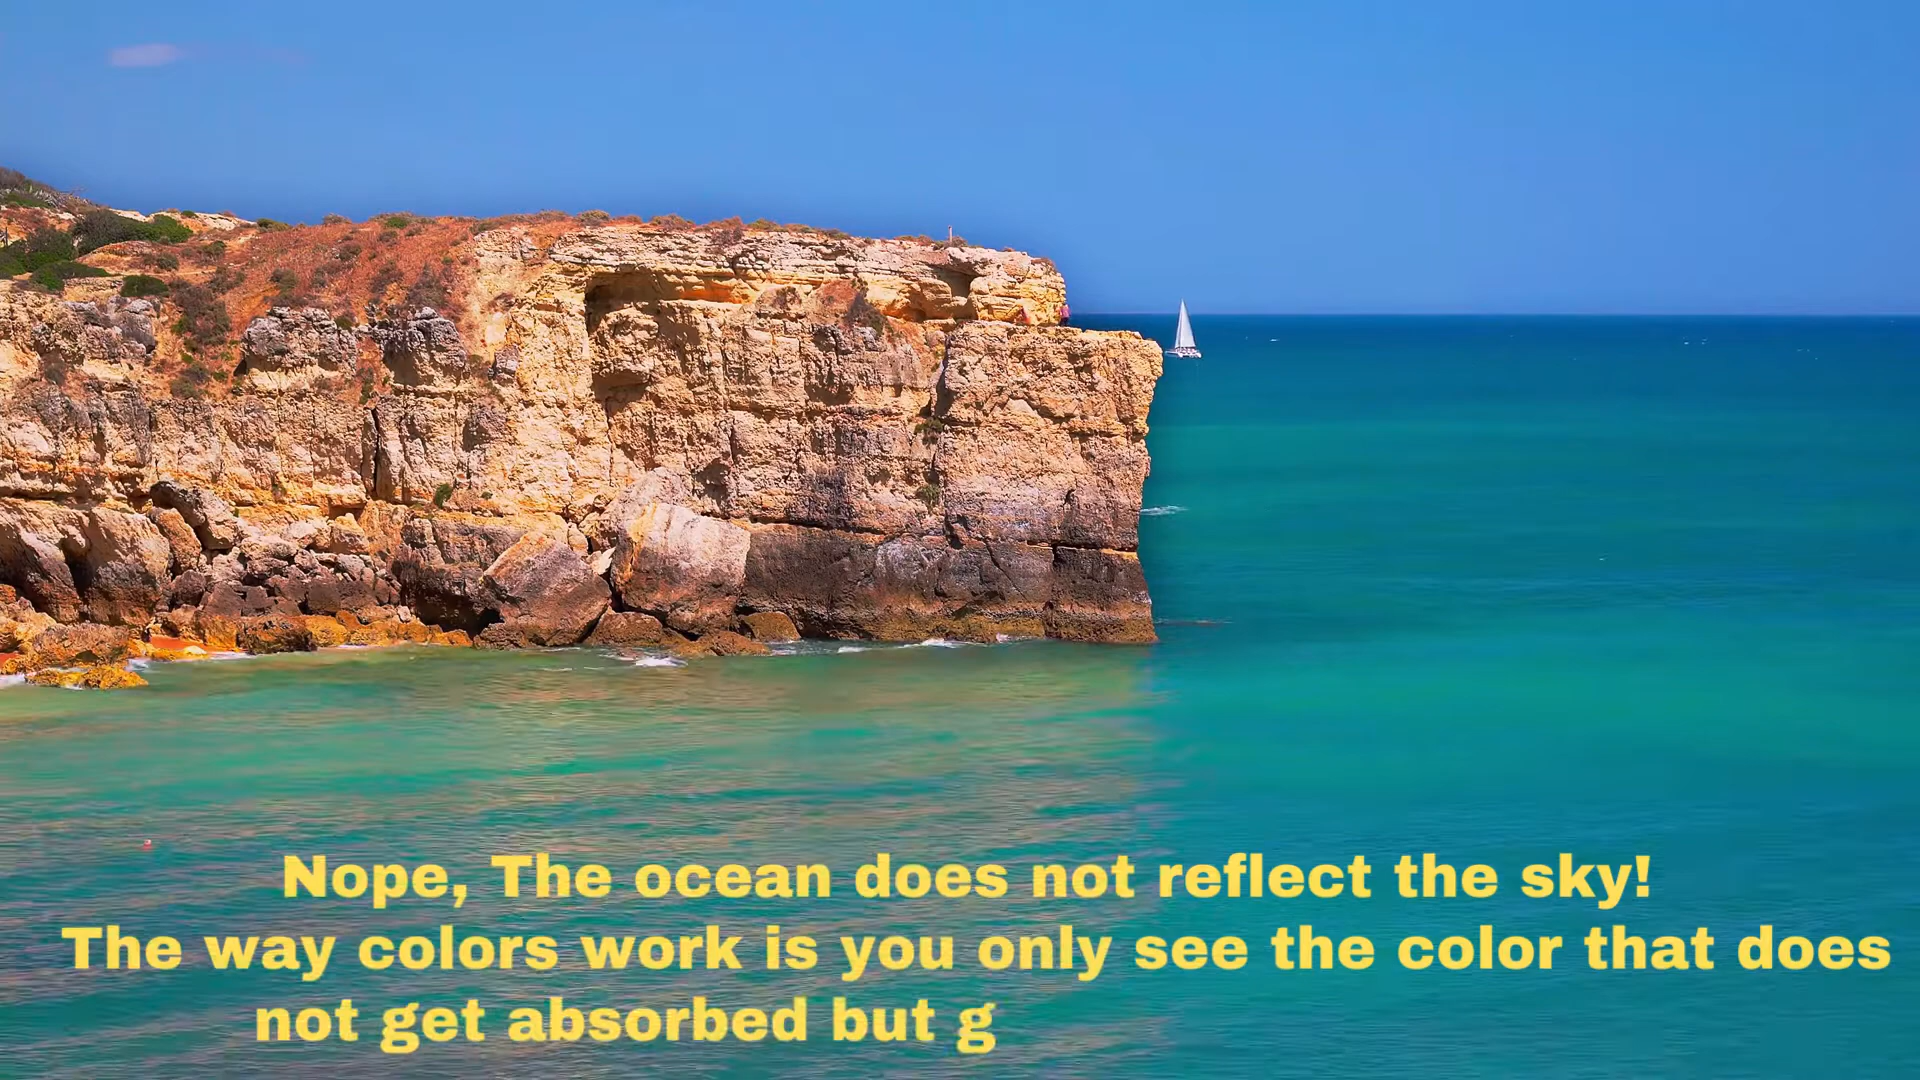 Nope, The ocean does not reflect the sky!
The way colors work is you only see the color that does
not get absorbed but g